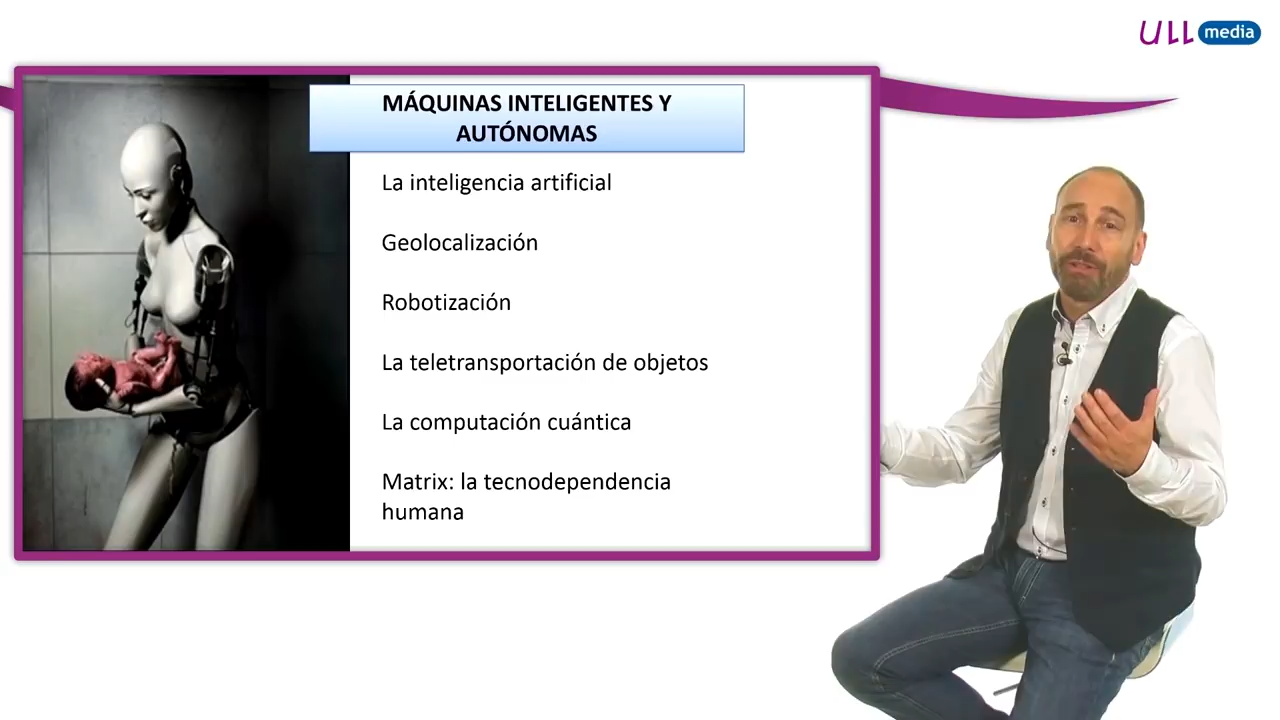 ULL media
MÁQUINAS INTELIGENTES Y
AUTÓNOMAS
La inteligencia artificial
Geolocalización
Robotización
La teletransportación de objetos
La computación cuántica
Matrix: la tecnodependencia
humana